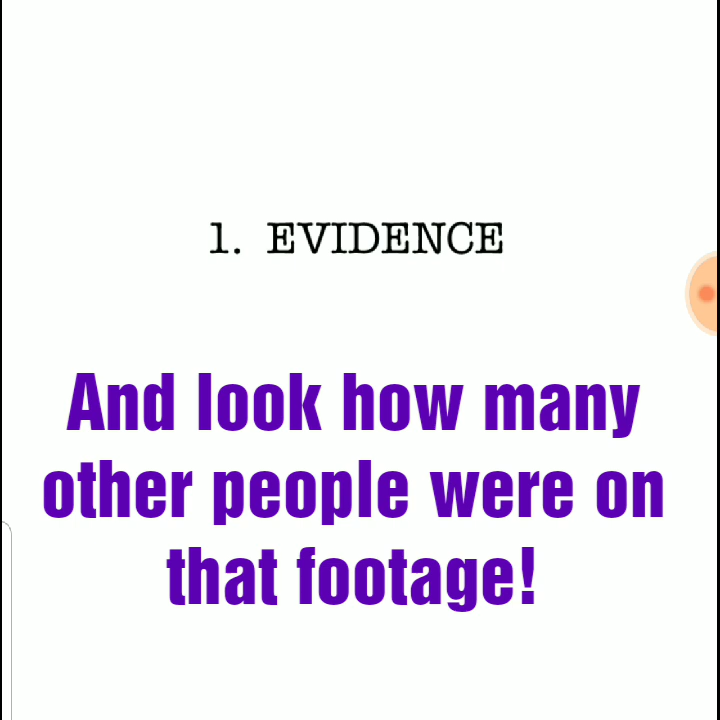 1. EVIDENCE
And look how many
other people were on
that footage!